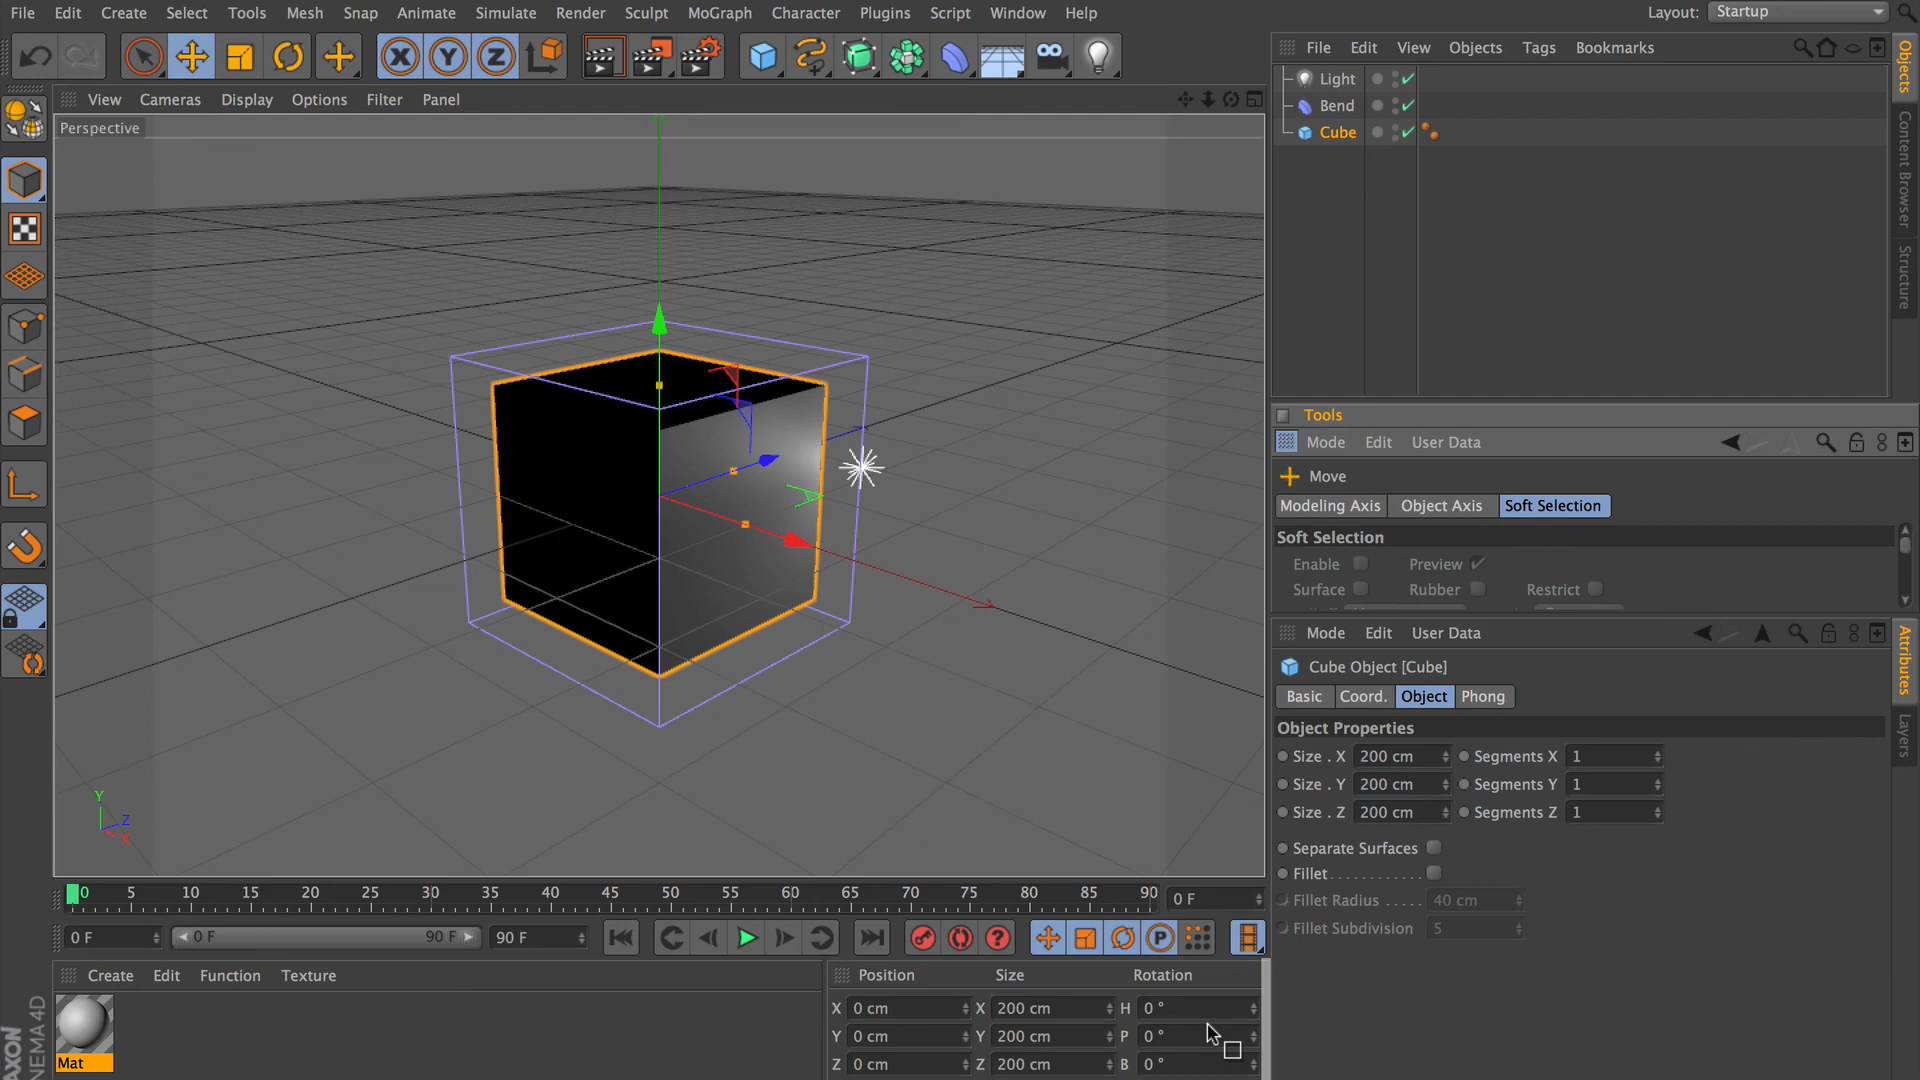 File Edit Create Select Tools Mesh Snap Animate Simulate Render Sculpt MoGraph Character Plugins Script Window Help
Layout: Startup
File Edit View Objects Tags Bookmarks
Light
Bend
Cube
Objects
Content Browser
Structure
View Cameras Display Options Filter Panel
Perspective
X Y Z
Tools
Mode Edit User Data
Move
Modeling Axis Object Axis Soft Selection
Soft Selection
Enable Preview
Surface Rubber Restrict
Mode Edit User Data
Cube Object [Cube]
Basic Coord. Object Phong
Object Properties
Size . X 200 cm Segments X 1
Size . Y 200 cm Segments Y 1
Size . Z 200 cm Segments Z 1
Separate Surfaces
Fillet........
Fillet Radius ..... 40 cm
Fillet Subdivision 5
Attributes
Layers
Y
Z
X
0 5 10 15 20 25 30 35 40 45 50 55 60 65 70 75 80 85 90 0 F
0 F 0 F 90 F 90 F
P
Create Edit Function Texture
Mat
AXON
NEMA 4D
Position Size Rotation
X 0 cm X 200 cm H 0 °
Y 0 cm Y 200 cm P 0 °
Z 0 cm Z 200 cm B 0 °